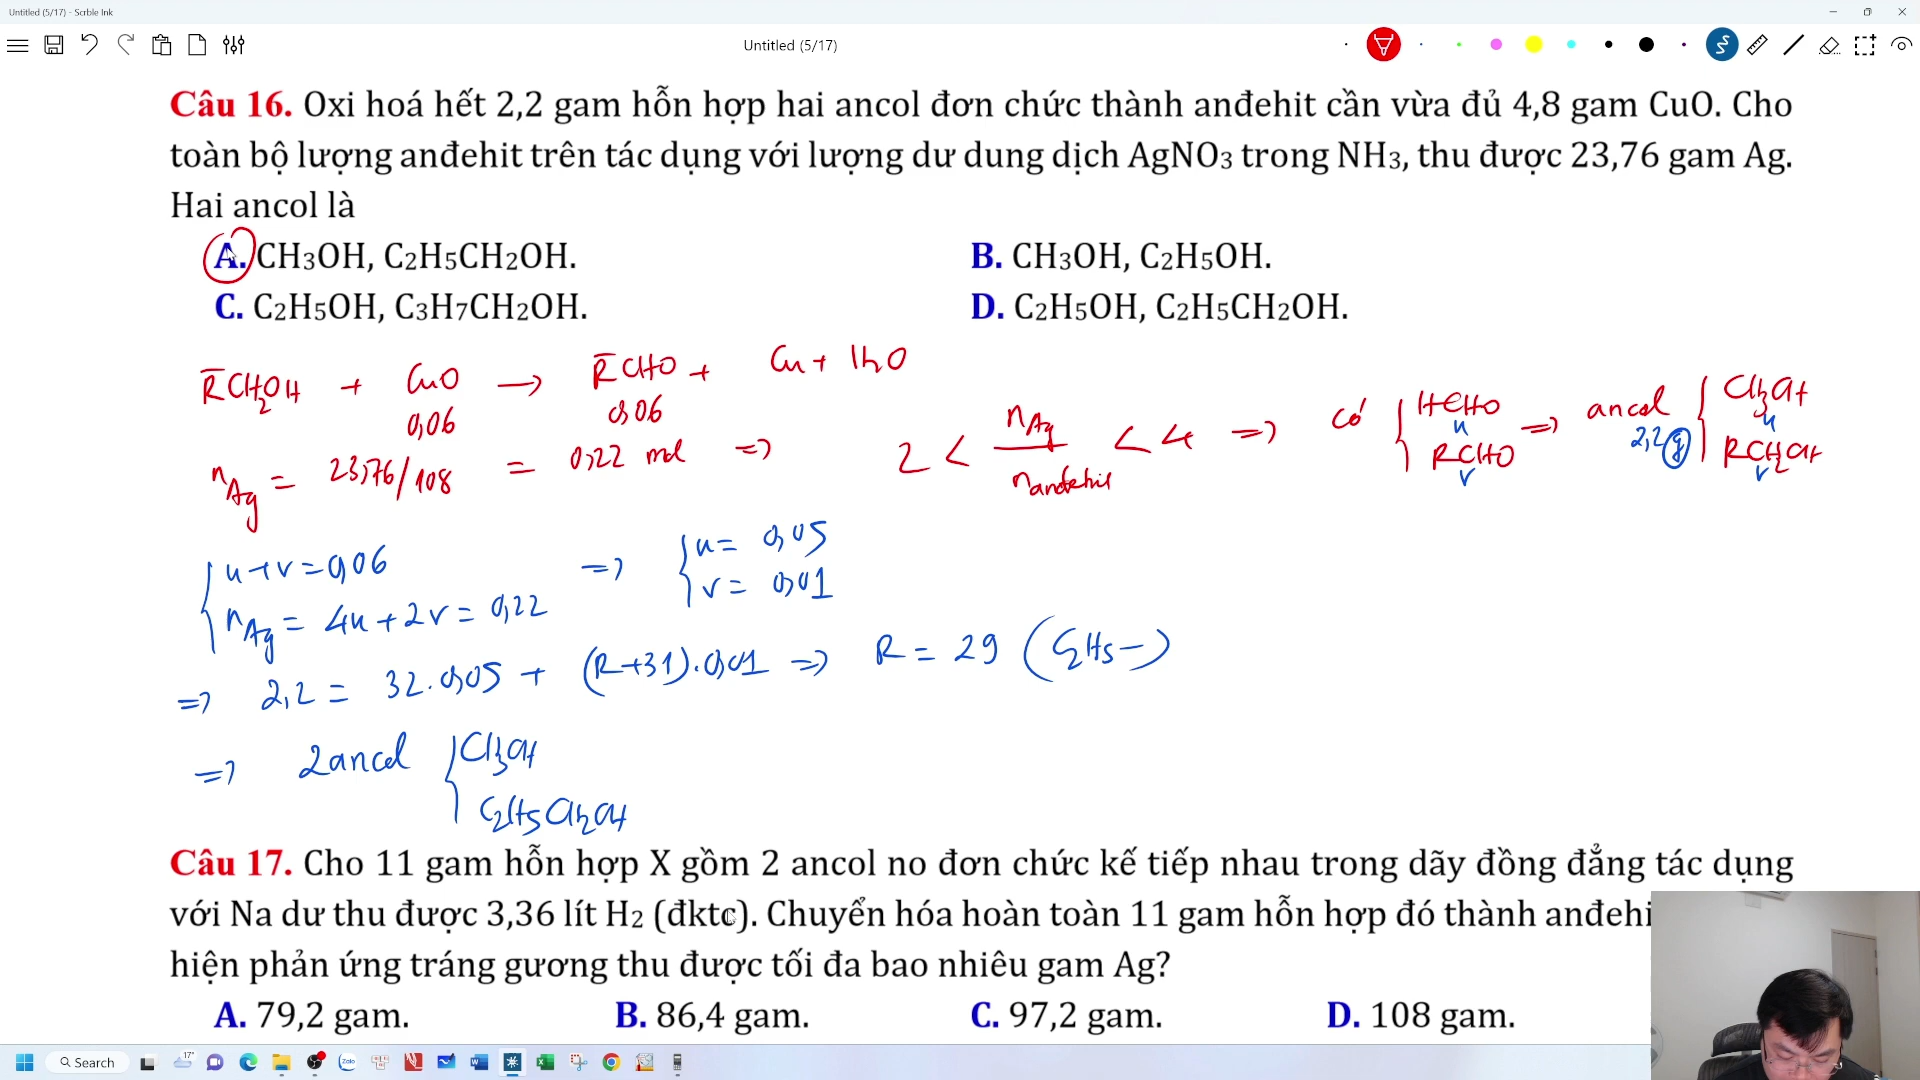 Untitled (5/17) - Scrble Ink
Untitled (5/17)
Câu 16. Oxi hoá hết 2,2 gam hỗn hợp hai ancol đơn chức thành anđehit cần vừa đủ 4,8 gam CuO. Cho
toàn bộ lượng anđehit trên tác dụng với lượng dư dung dịch AgNO3 trong NH3, thu được 23,76 gam Ag.
Hai ancol là
A. CH3OH, C2H5CH2OH. B. CH3OH, C2H5OH.
C. C2H5OH, C3H7CH2OH. D. C2H5OH, C2H5CH2OH.
R̅CH2OH + CuO → R̅CHO + Cu + H2O
0,06 0,06
nAg = 23,76/108 = 0,22 mol => 2 < nAg / nandehit < 4 => có { HCHO u RCHO v => ancol 2,2g { CH3OH u RCH2OH v
{ u + v = 0,06 => { u = 0,05
nAg = 4u + 2v = 0,22 v = 0,01
=> 2,2 = 32.0,05 + (R+31).0,01 => R = 29 (C2H5–)
=> 2 ancol { CH3OH
C2H5CH2OH
Câu 17. Cho 11 gam hỗn hợp X gồm 2 ancol no đơn chức kế tiếp nhau trong dãy đồng đẳng tác dụng
với Na dư thu được 3,36 lít H2 (đktc). Chuyển hóa hoàn toàn 11 gam hỗn hợp đó thành anđehi
hiện phản ứng tráng gương thu được tối đa bao nhiêu gam Ag?
A. 79,2 gam. B. 86,4 gam. C. 97,2 gam. D. 108 gam.
Search
17°
Zalo